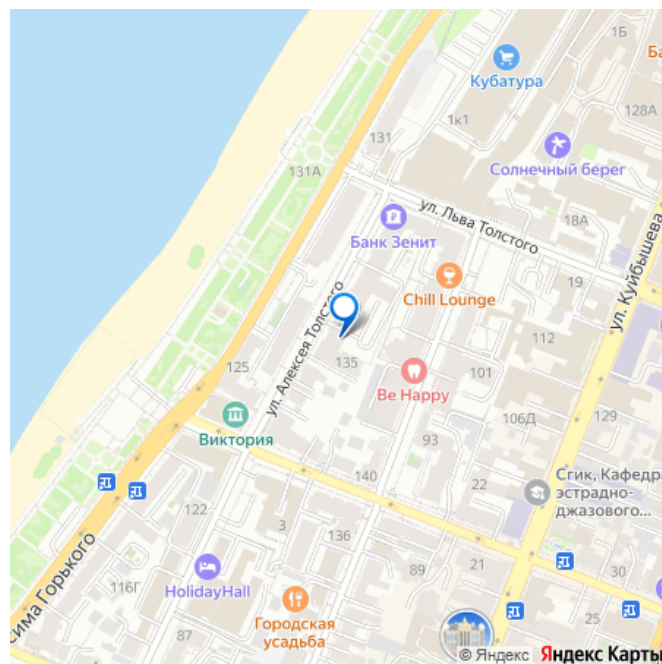 1Б
Ба
Кубатура
128А
1к1
131
Солнечный берег
131А
ул. Льва Толстого
18А
Банк Зенит
ул. Куйбышева
19
Chill Lounge
ул. Алексея Толстого
112
135
125
101
Be Happy
106Д
129
Виктория
93
140
22
Сгик, Кафедра
эстрадно-
джазового...
122
3
136
сима Горького
116Г
HolidayHall
89
21
Городская
усадьба
25
87
© Яндекс Яндекс Карты